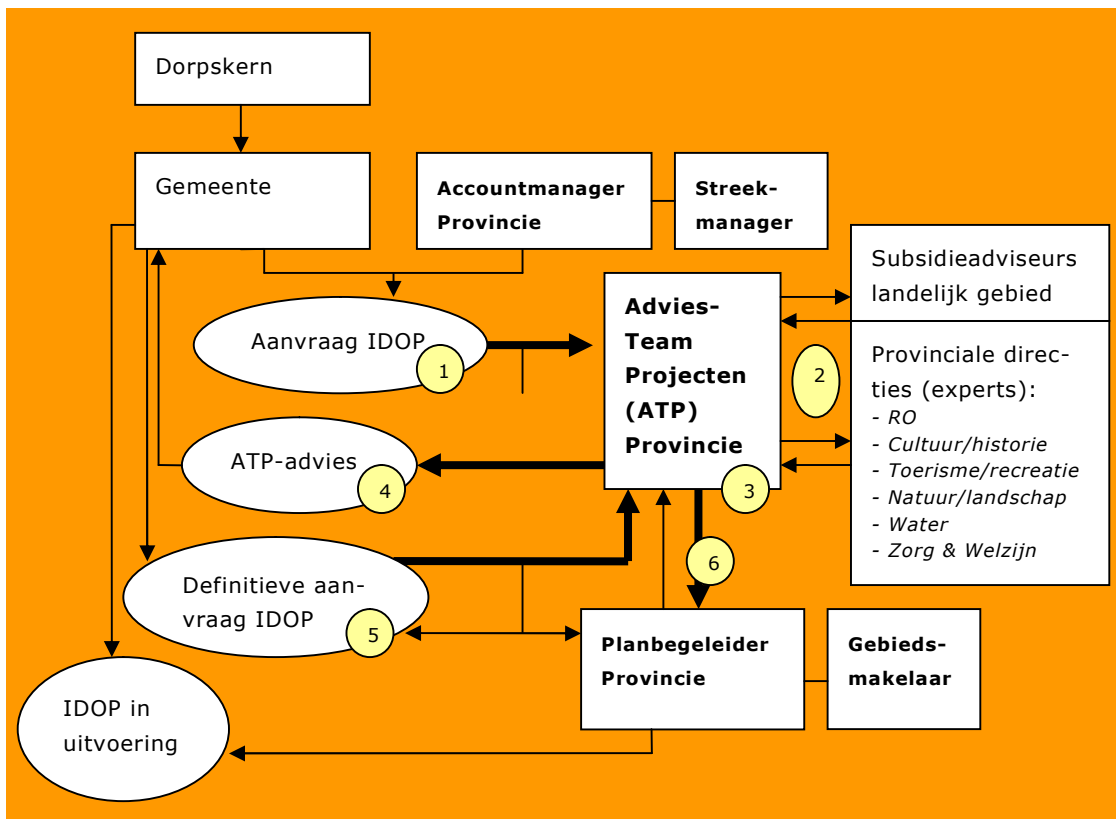 Dorpskern
Gemeente
Accountmanager
Provincie
Streek-
manager
Subsidieadviseurs
landelijk gebied
Aanvraag IDOP
1
Advies-
Team
Projecten
(ATP)
Provincie
3
2
Provinciale direc-
ties (experts):
- RO
- Cultuur/historie
- Toerisme/recreatie
- Natuur/landschap
- Water
- Zorg & Welzijn
ATP-advies
4
6
Definitieve aan-
vraag IDOP
5
Planbegeleider
Provincie
Gebieds-
makelaar
IDOP in
uitvoering